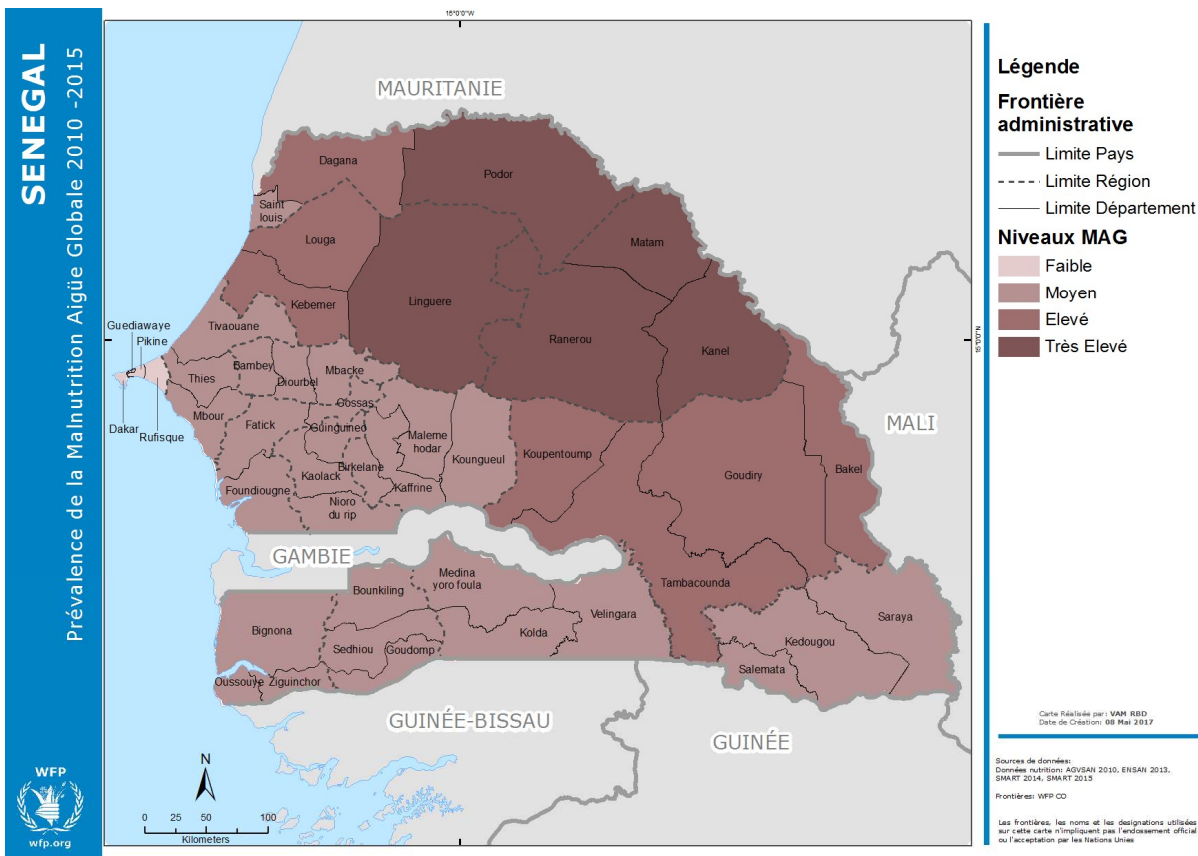 SENEGAL
Prévalence de la Malnutrition Aigüe Globale 2010 -2015
WFP
wfp.org
15°0'0"W
15°0'0"N
MAURITANIE
MALI
GAMBIE
GUINÉE-BISSAU
GUINÉE
Dagana
Podor
Saint
louis
Louga
Matam
Linguere
Kebemer
Ranerou
Kanel
Tivaouane
Guediawaye
Pikine
Dakar
Rufisque
Thies
Bambey
Diourbel
Mbacke
Mbour
Gossas
Fatick
Guinguineo
Maleme
hodar
Koungueul
Koupentoump
Goudiry
Bakel
Birkelane
Kaolack
Kaffrine
Foundiougne
Nioro
du rip
Tambacounda
Medina
yoro foula
Bounkiling
Velingara
Bignona
Kolda
Sedhiou
Goudomp
Oussouye
Ziguinchor
Saraya
Kedougou
Salemata
N
0 25 50 100
Kilometers
Légende
Frontière
administrative
Limite Pays
Limite Région
Limite Département
Niveaux MAG
Faible
Moyen
Elevé
Très Elevé
Carte Réalisée par: VAM RBD
Date de Création: 08 Mai 2017
Sources de données:
Données nutrition: AGVSAN 2010, ENSAN 2013,
SMART 2014, SMART 2015
Frontières: WFP CO
Las frontières, les noms et les designations utilisées
sur cette carte n'impliquent pas l'endossement official
ou l'acceptation par les Nations Unies